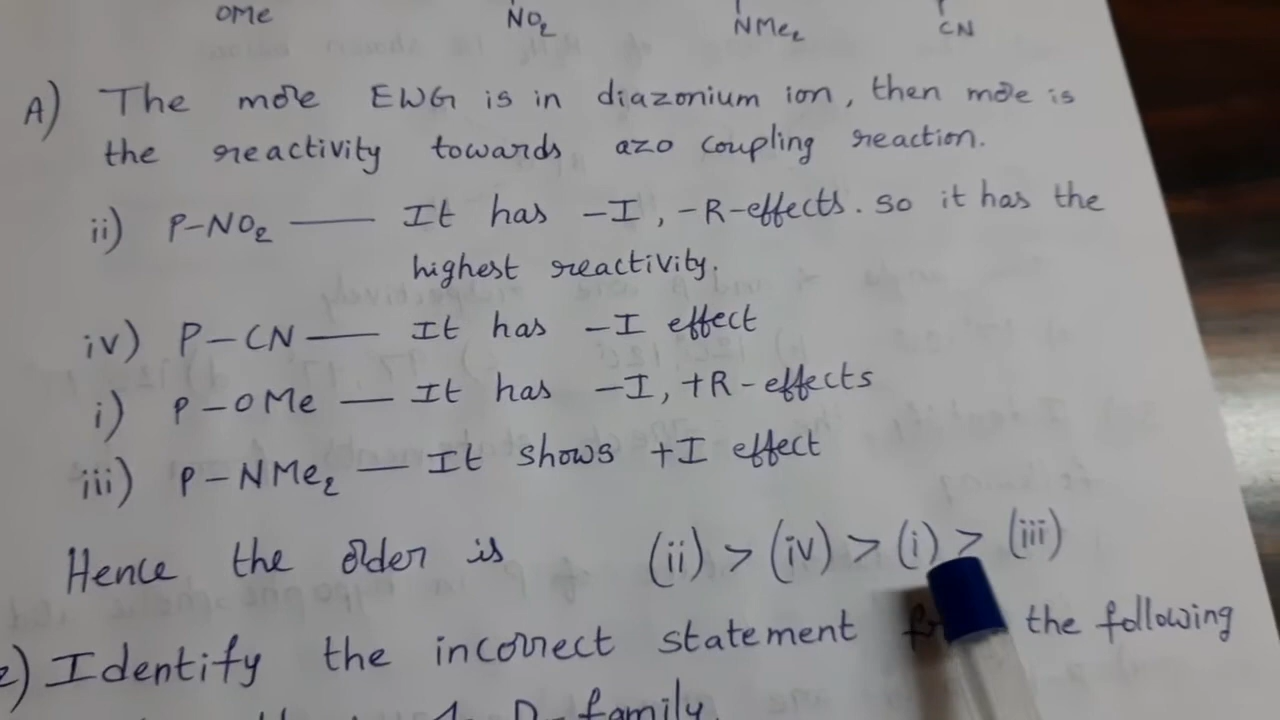 OMe NO2 NMe2 CN
A) The more EWG is in diazonium ion, then more is
the reactivity towards azo coupling reaction.
ii) P-NO2 — It has -I, -R-effects. so it has the
highest reactivity.
iv) P-CN — It has -I effect
i) P-OMe — It has -I, +R-effects
iii) P-NMe2 — It shows +I effect
Hence the order is (ii) > (iv) > (i) > (iii)
2) Identify the incorrect statement the following
family.